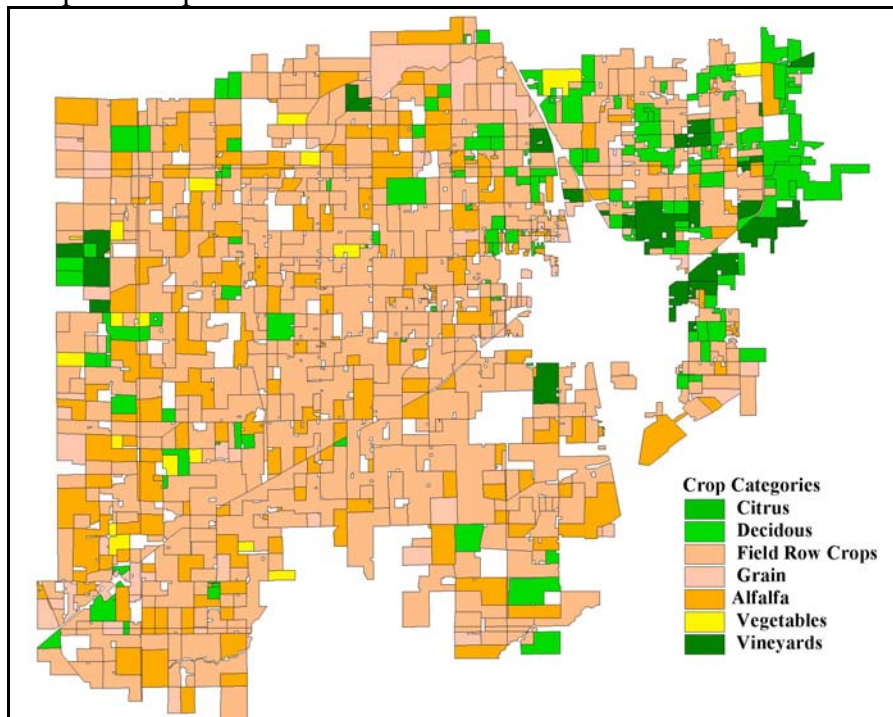 Crop Categories
Citrus
Decidous
Field Row Crops
Grain
Alfalfa
Vegetables
Vineyards